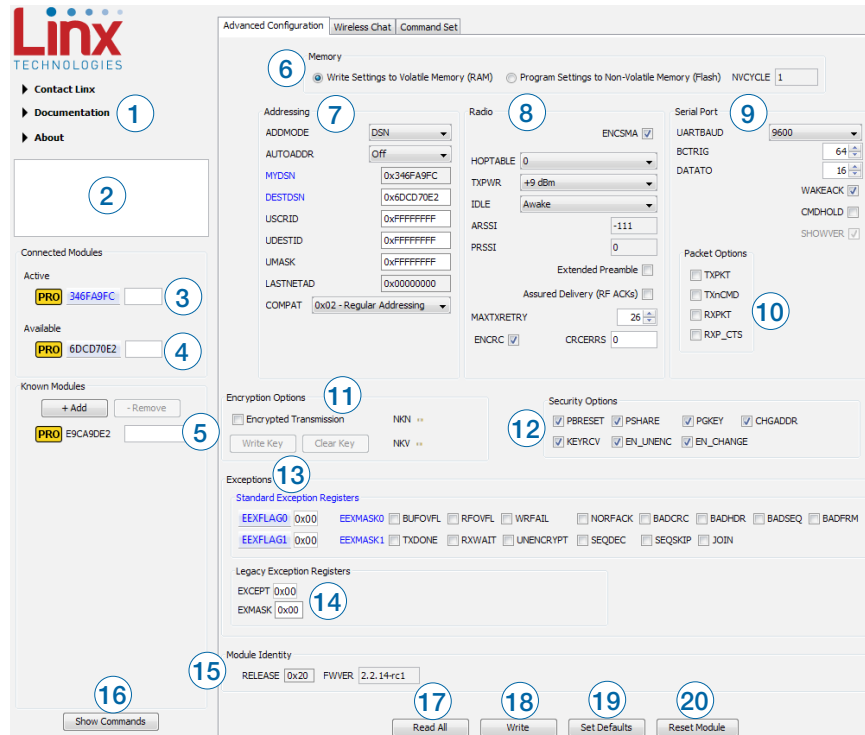 Linx
TECHNOLOGIES
Contact Linx
Documentation
About
1
2
Connected Modules
Active
PRO 346FA9FC
3
Available
PRO 6DCD70E2
4
Known Modules
+ Add - Remove
PRO E9CA9DE2
5
16
Show Commands
Advanced Configuration Wireless Chat Command Set
Memory
6
Write Settings to Volatile Memory (RAM) Program Settings to Non-Volatile Memory (Flash) NVCYCLE 1
Addressing 7
ADDMODE DSN
AUTOADDR Off
MYDSN 0x346FA9FC
DESTDSN 0x6DCD70E2
USCRID 0xFFFFFFFF
UDESTID 0xFFFFFFFF
UMASK 0xFFFFFFFF
LASTNETAD 0x00000000
COMPAT 0x02 - Regular Addressing
Radio 8
ENCSMA
HOPTABLE 0
TXPWR +9 dBm
IDLE Awake
ARSSI -111
PRSSI 0
Extended Preamble
Assured Delivery (RF ACKs)
MAXTXRETRY 26
ENCRC CRCERRS 0
Serial Port 9
UARTBAUD 9600
BCTRIG 64
DATATO 16
WAKEACK
CMDHOLD
SHOWVER
Packet Options
TXPKT
TXnCMD
RXPKT
RXP_CTS
10
Encryption Options 11
Encrypted Transmission NKN
Write Key Clear Key NKV
Security Options
12
PBRESET PSHARE PGKEY CHGADDR
KEYRCV EN_UNENC EN_CHANGE
Exceptions 13
Standard Exception Registers
EEXFLAG0 0x00 EEXMASK0 BUFOVFL RFOVFL WRFAIL NORFACK BADCRC BADHDR BADSEQ BADFRM
EEXFLAG1 0x00 EEXMASK1 TXDONE RXWAIT UNENCRYPT SEQDEC SEQSKIP JOIN
Legacy Exception Registers
EXCEPT 0x00
EXMASK 0x00
14
Module Identity
15
RELEASE 0x20 FWVER 2.2.14-rc1
17 18 19 20
Read All Write Set Defaults Reset Module